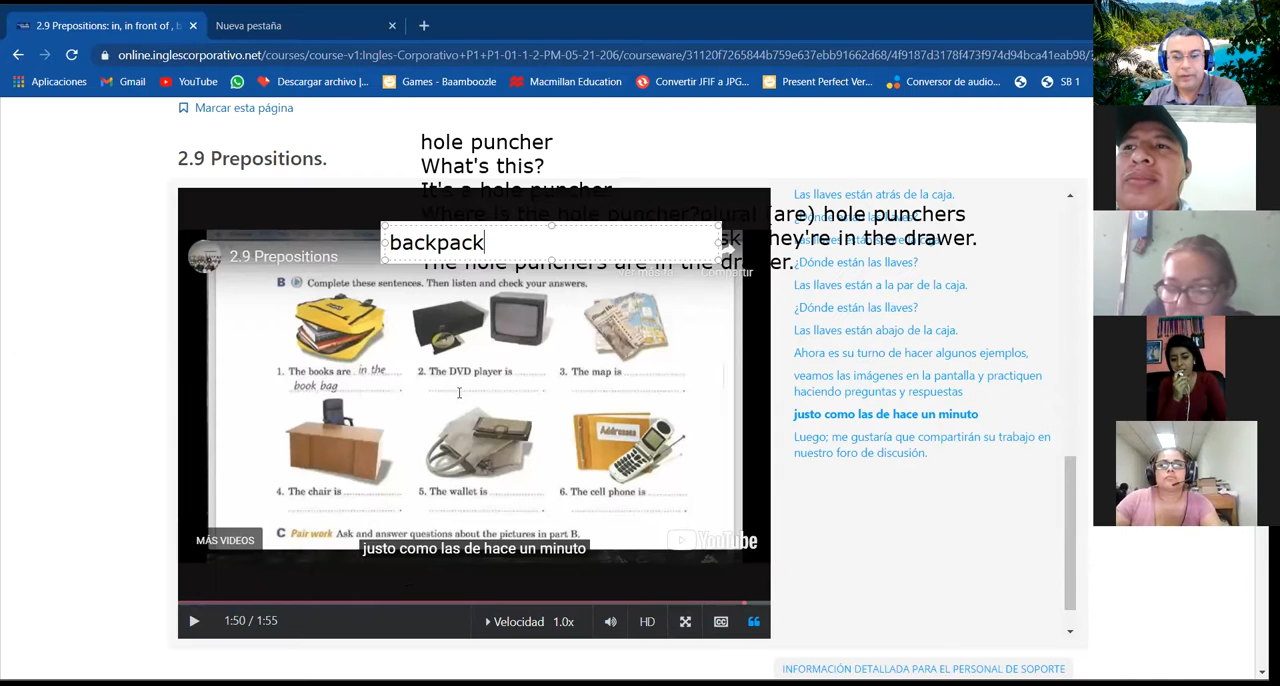 2.9 Prepositions: in, in front of , b
Nueva pestaña
online.inglescorporativo.net/courses/course-v1:Ingles-Corporativo+P1+P1-01-1-2-PM-05-21-206/courseware/31120f7265844b759e637ebb91662d68/4f9187d3178f473f974d94bca41eab98/
Aplicaciones
Gmail
YouTube
Descargar archivo |...
Games - Baamboozle
Macmillan Education
Convertir JFIF a JPG...
Present Perfect Ver...
Conversor de audio...
SB 1
Marcar esta página
2.9 Prepositions.
hole puncher
What's this?
It's a hole puncher.
Where is the hole puncher?plural (are) hole punchers
They're in the drawer.
The hole punchers are in the drawer.
backpack
2.9 Prepositions
Ver más ta
Compartir
B Complete these sentences. Then listen and check your answers.
1. The books are in the
book bag
2. The DVD player is
3. The map is
4. The chair is
5. The wallet is
Addresses
6. The cell phone is
C Pair work Ask and answer questions about the pictures in part B.
MÁS VIDEOS
YouTube
justo como las de hace un minuto
1:50 / 1:55
Velocidad 1.0x
HD
CC
Las llaves están atrás de la caja.
¿Dónde están las llaves?
Las llaves están a la par de la caja.
¿Dónde están las llaves?
Las llaves están abajo de la caja.
Ahora es su turno de hacer algunos ejemplos,
veamos las imágenes en la pantalla y practiquen
haciendo preguntas y respuestas
justo como las de hace un minuto
Luego; me gustaría que compartirán su trabajo en
nuestro foro de discusión.
INFORMACIÓN DETALLADA PARA EL PERSONAL DE SOPORTE